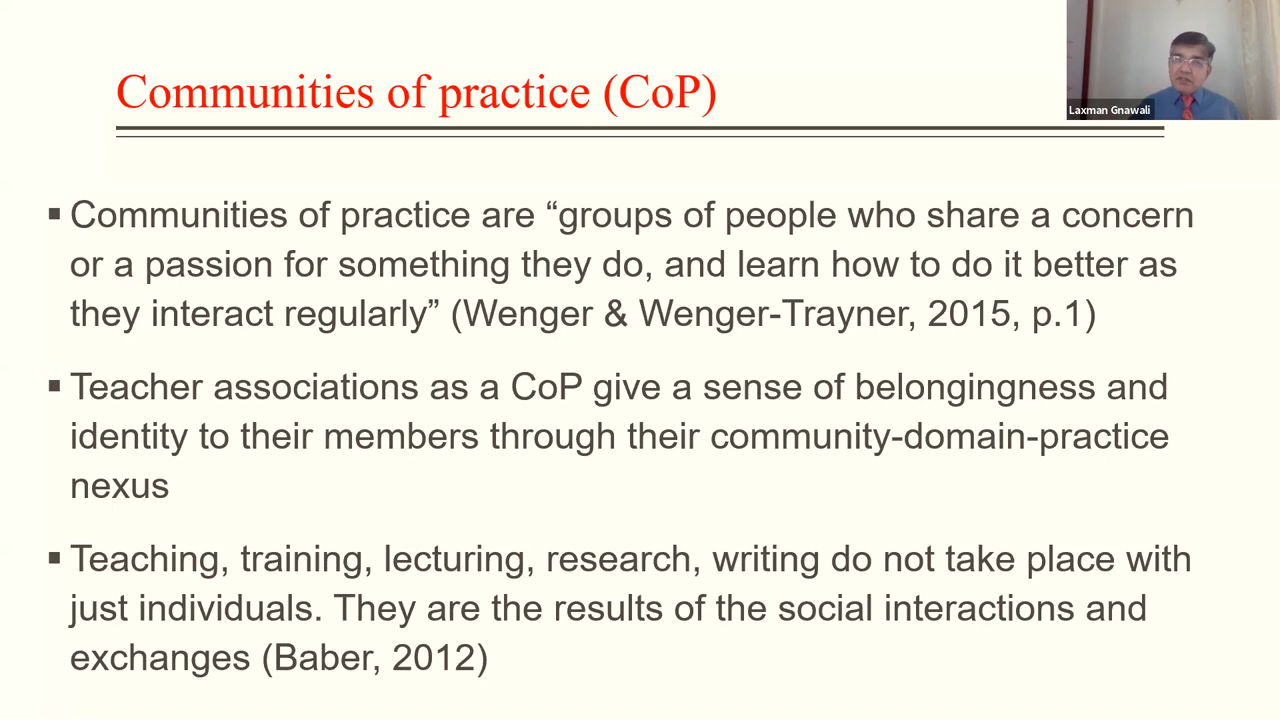 Communities of practice (CoP)
Laxman Gnawali
▪ Communities of practice are “groups of people who share a concern
or a passion for something they do, and learn how to do it better as
they interact regularly” (Wenger & Wenger-Trayner, 2015, p.1)
▪ Teacher associations as a CoP give a sense of belongingness and
identity to their members through their community-domain-practice
nexus
▪ Teaching, training, lecturing, research, writing do not take place with
just individuals. They are the results of the social interactions and
exchanges (Baber, 2012)